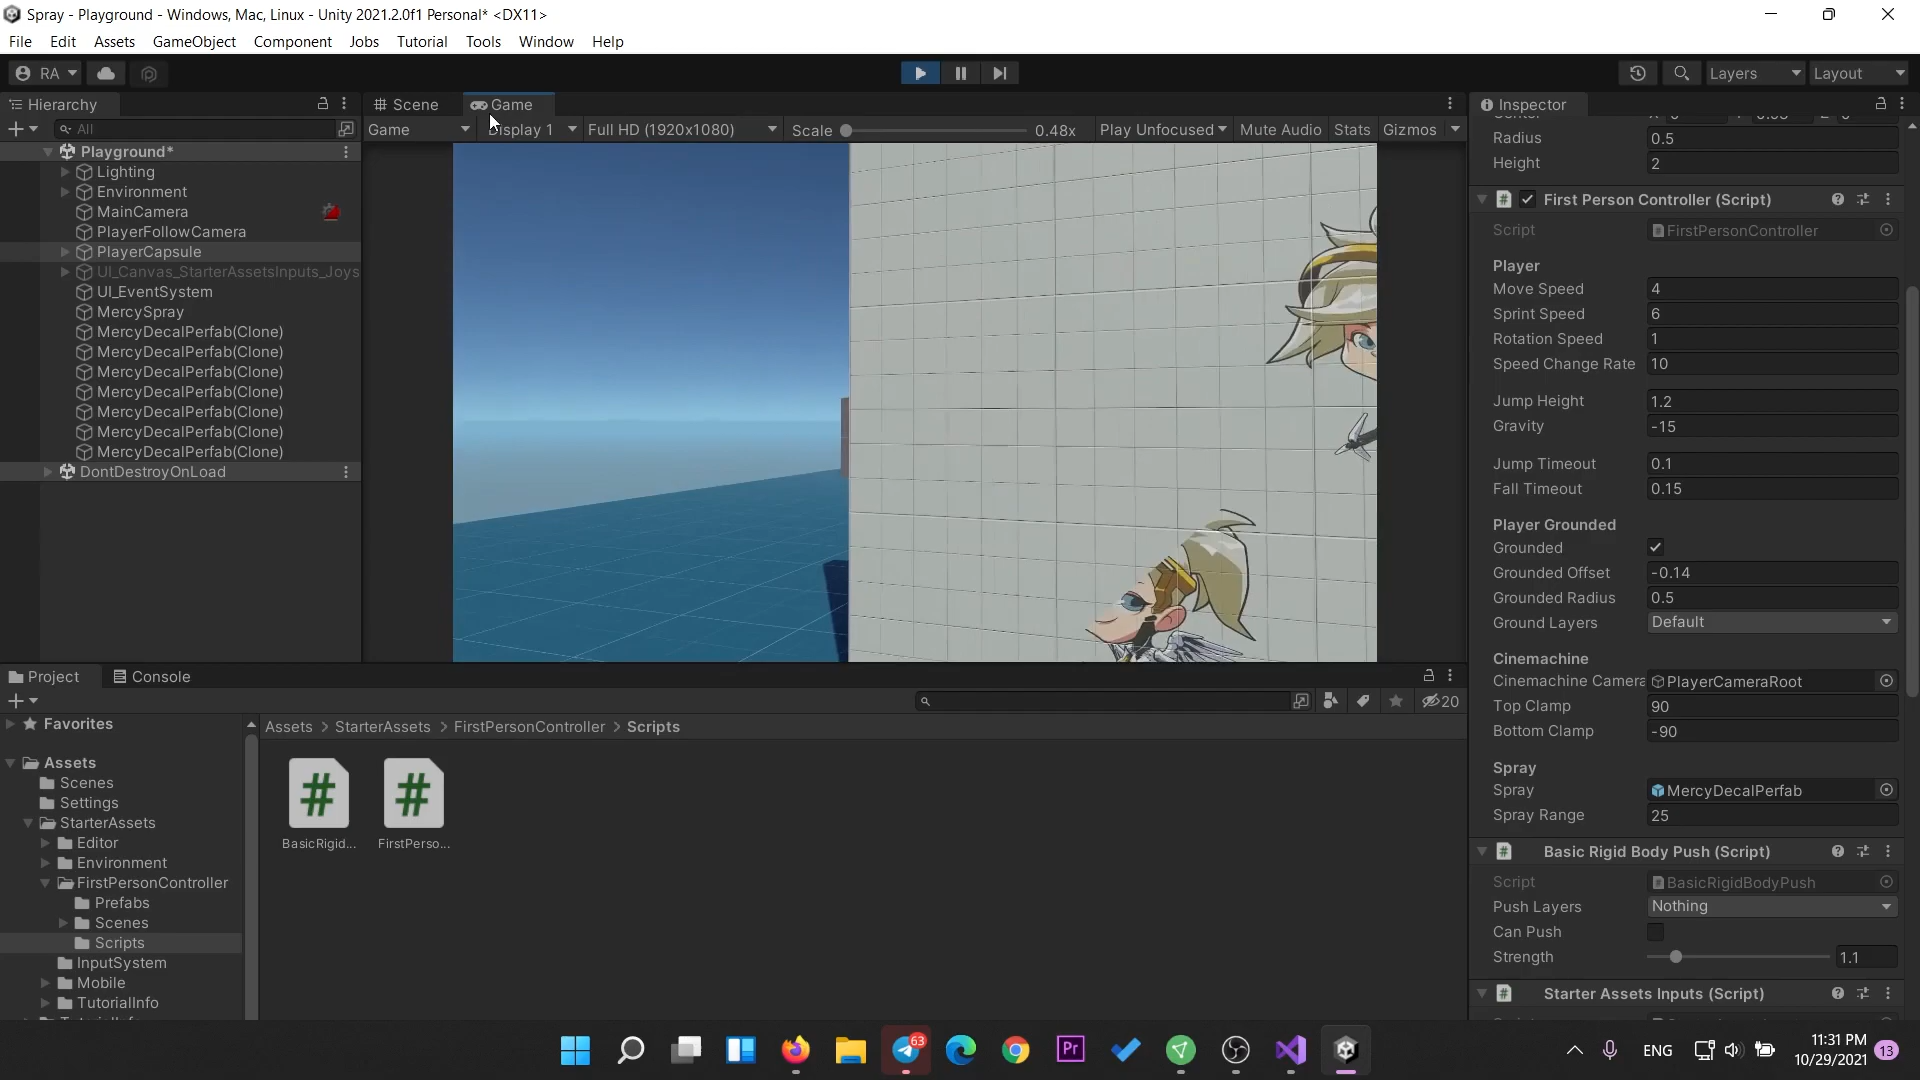 Spray - Playground - Windows, Mac, Linux - Unity 2021.2.0f1 Personal* <DX11>
File Edit Assets GameObject Component Jobs Tutorial Tools Window Help
RA
Layers Layout
Hierarchy
All
Playground*
Lighting
Environment
MainCamera
PlayerFollowCamera
PlayerCapsule
UI_Canvas_StarterAssetsInputs_Joys
UI_EventSystem
MercySpray
MercyDecalPerfab(Clone)
MercyDecalPerfab(Clone)
MercyDecalPerfab(Clone)
MercyDecalPerfab(Clone)
MercyDecalPerfab(Clone)
MercyDecalPerfab(Clone)
MercyDecalPerfab(Clone)
DontDestroyOnLoad
Scene Game
Game Display 1 Full HD (1920x1080) Scale 0.48x Play Unfocused Mute Audio Stats Gizmos
Inspector
Radius 0.5
Height 2
First Person Controller (Script)
Script FirstPersonController
Player
Move Speed 4
Sprint Speed 6
Rotation Speed 1
Speed Change Rate 10
Jump Height 1.2
Gravity -15
Jump Timeout 0.1
Fall Timeout 0.15
Player Grounded
Grounded
Grounded Offset -0.14
Grounded Radius 0.5
Ground Layers Default
Cinemachine
Cinemachine Camera PlayerCameraRoot
Top Clamp 90
Bottom Clamp -90
Spray
Spray MercyDecalPerfab
Spray Range 25
Basic Rigid Body Push (Script)
Script BasicRigidBodyPush
Push Layers Nothing
Can Push
Strength 1.1
Starter Assets Inputs (Script)
Project Console
20
Favorites
Assets
Scenes
Settings
StarterAssets
Editor
Environment
FirstPersonController
Prefabs
Scenes
Scripts
InputSystem
Mobile
TutorialInfo
Assets > StarterAssets > FirstPersonController > Scripts
BasicRigid... FirstPerso...
63
Pr
ENG
11:31 PM
10/29/2021
13